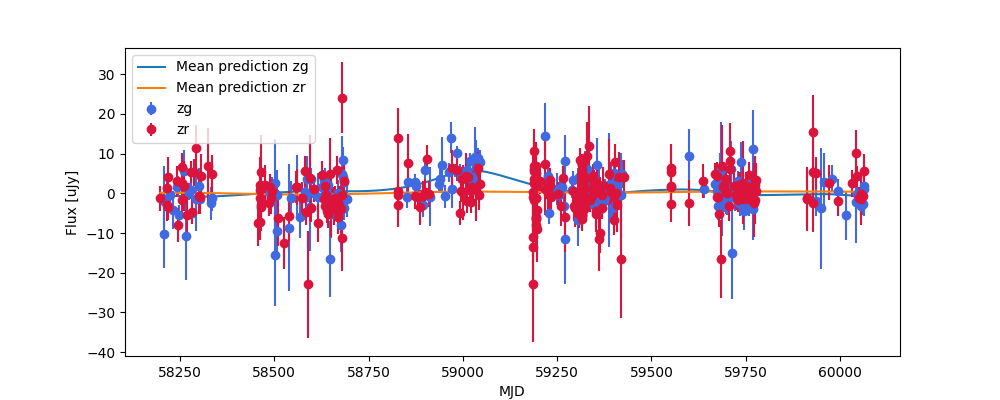 Mean prediction zg
Mean prediction zr
zg
zr
Flux [uJy]
30
20
10
0
−10
−20
−30
−40
58250 58500 58750 59000 59250 59500 59750 60000
MJD